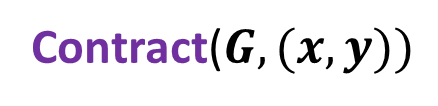 Contract(G, (x, y))